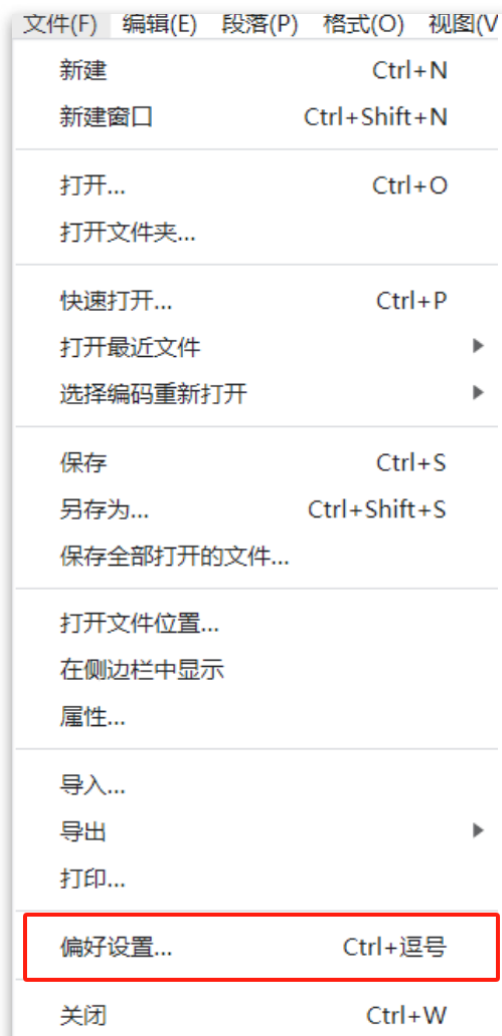 文件(F) 编辑(E) 段落(P) 格式(O) 视图(V
新建 Ctrl+N
新建窗口 Ctrl+Shift+N
打开... Ctrl+O
打开文件夹...
快速打开... Ctrl+P
打开最近文件
选择编码重新打开
保存 Ctrl+S
另存为... Ctrl+Shift+S
保存全部打开的文件...
打开文件位置...
在侧边栏中显示
属性...
导入...
导出
打印...
偏好设置... Ctrl+逗号
关闭 Ctrl+W